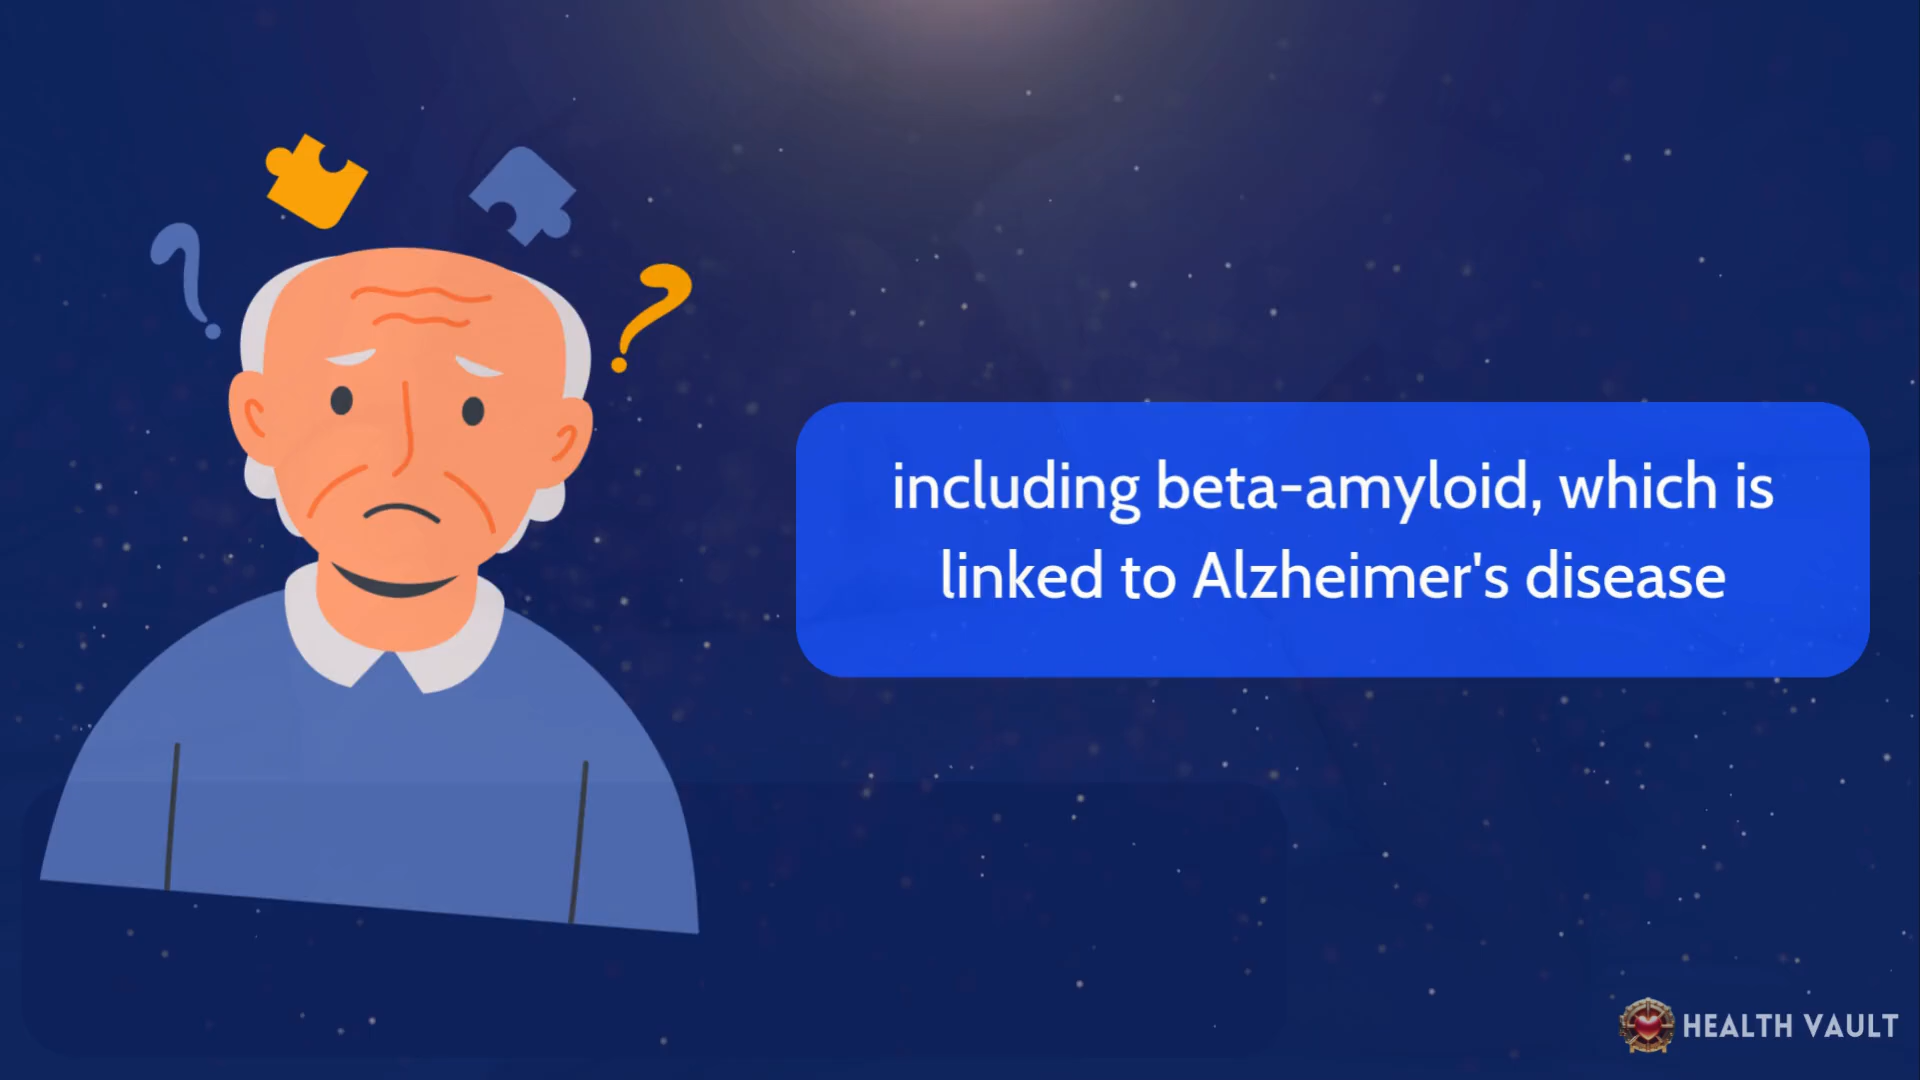 including beta-amyloid, which is
linked to Alzheimer's disease
HEALTH VAULT